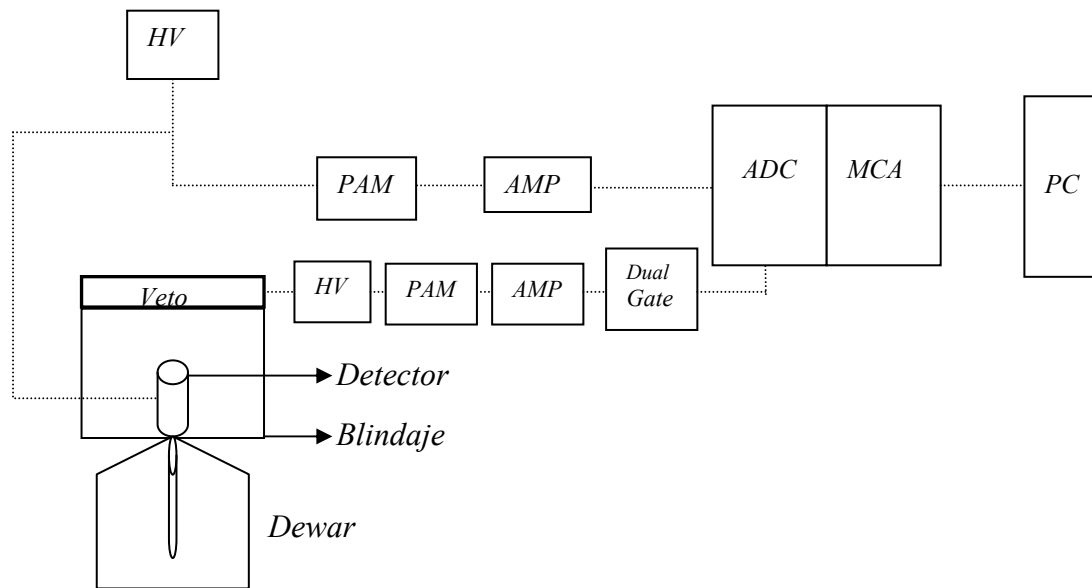 HV
PAM
AMP
ADC
MCA
PC
Veto
HV
PAM
AMP
Dual
Gate
Detector
Blindaje
Dewar